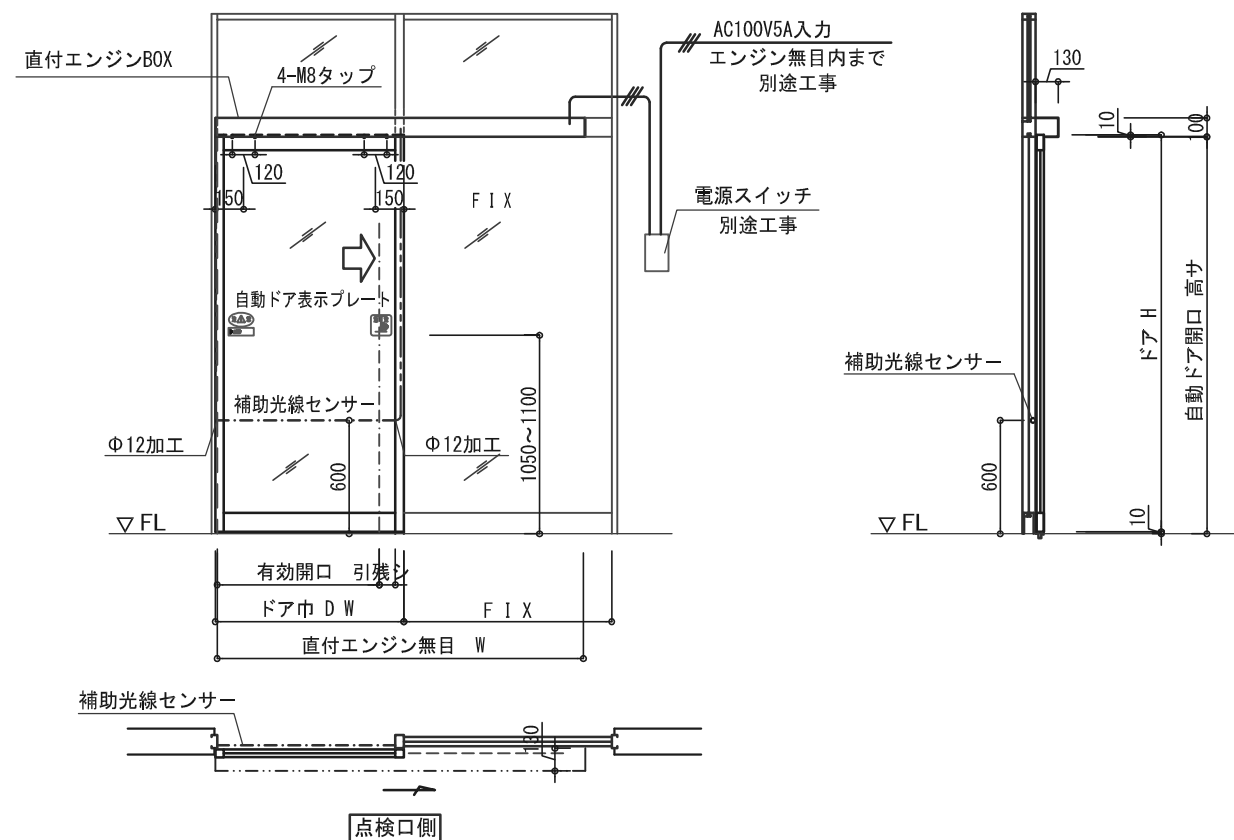 AC100V5A入力
エンジン無目内まで
別途工事
直付エンジンBOX
4-M8タップ
120
120
150
150
F I X
電源スイッチ
別途工事
自動ドア表示プレート
補助光線センサー
Φ12加工
Φ12加工
600
1050～1100
▽ FL
有効開口 引残シ
ドア巾 D W
F I X
直付エンジン無目 W
補助光線センサー
130
点検口側
130
10
100
補助光線センサー
600
ドア H
自動ドア開口 高サ
10
▽ FL